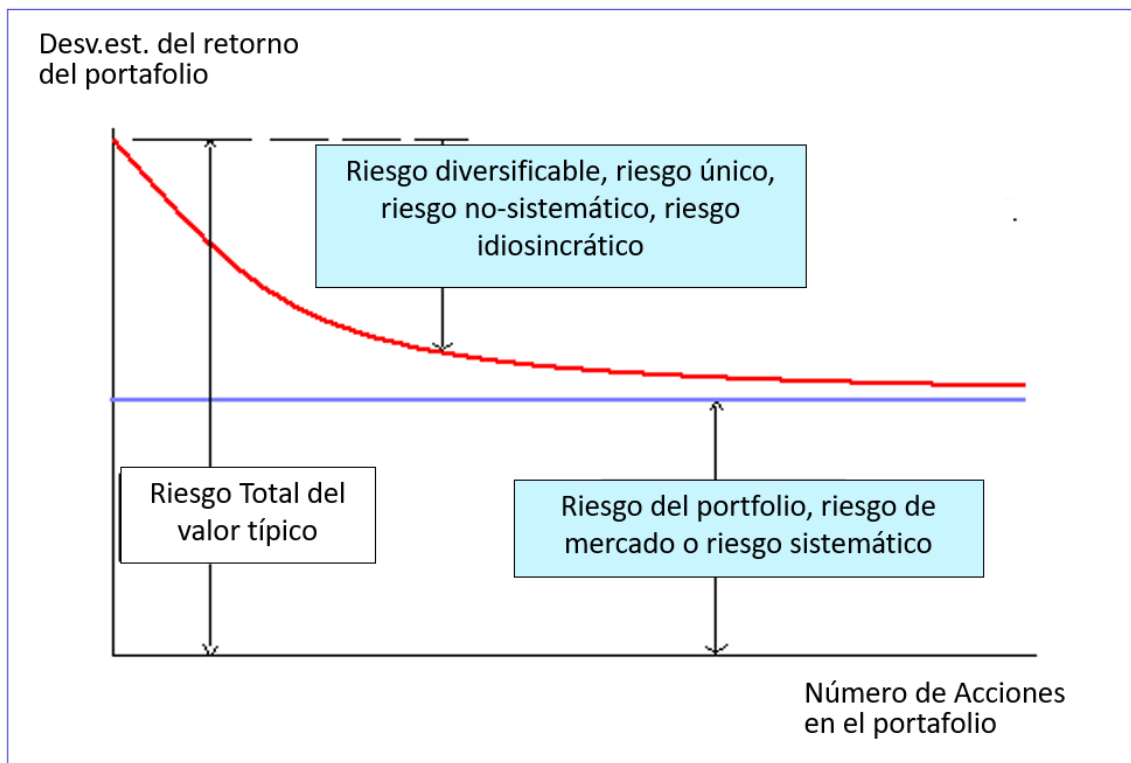 Desv.est. del retorno
del portafolio
Riesgo diversificable, riesgo único,
riesgo no-sistemático, riesgo
idiosincrático
Riesgo Total del
valor típico
Riesgo del portfolio, riesgo de
mercado o riesgo sistemático
Número de Acciones
en el portafolio